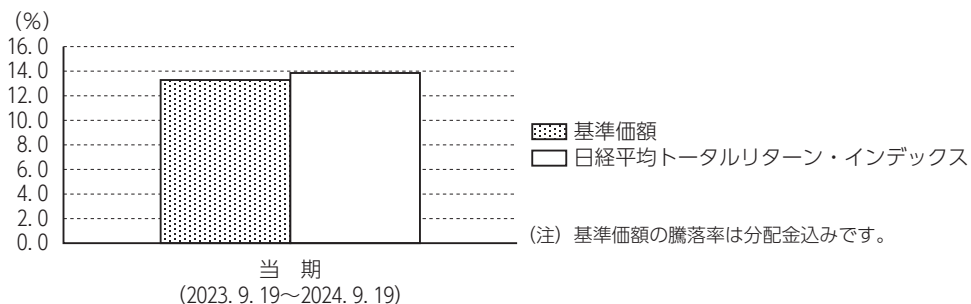 (%)
16.0
14.0
12.0
10.0
8.0
6.0
4.0
2.0
0.0
基準価額
日経平均トータルリターン・インデックス
(注) 基準価額の騰落率は分配金込みです。
当 期
(2023. 9. 19～2024. 9. 19)